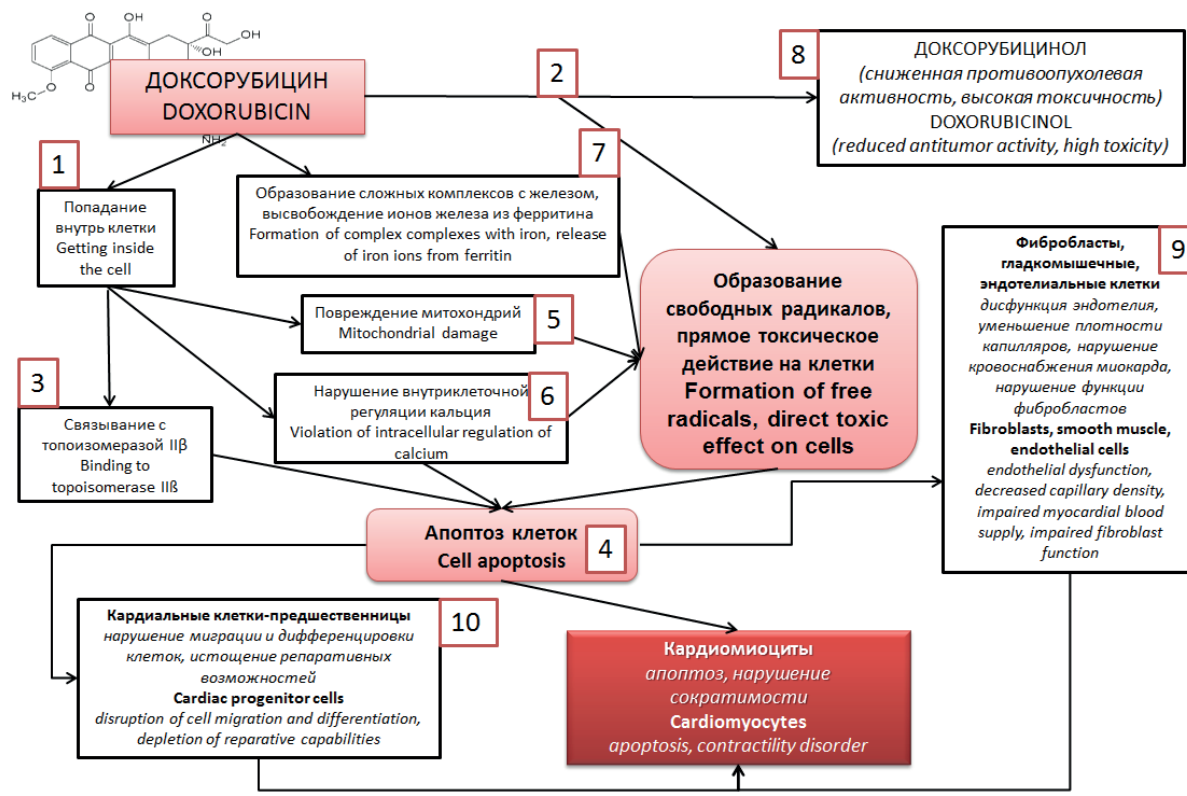 OH
O
O
OH
OH
O
O
H₃C
ДОКСОРУБИЦИН
DOXORUBICIN
NH₂
2
8
ДОКСОРУБИЦИНОЛ
(сниженная противоопухолевая
активность, высокая токсичность)
DOXORUBICINOL
(reduced antitumor activity, high toxicity)
1
Попадание
внутрь клетки
Getting inside
the cell
7
Образование сложных комплексов с железом,
высвобождение ионов железа из ферритина
Formation of complex complexes with iron, release
of iron ions from ferritin
Повреждение митохондрий
Mitochondrial damage
5
Нарушение внутриклеточной
регуляции кальция
Violation of intracellular regulation of
calcium
6
3
Связывание с
топоизомеразой IIβ
Binding to
topoisomerase IIß
Образование
свободных радикалов,
прямое токсическое
действие на клетки
Formation of free
radicals, direct toxic
effect on cells
9
Фибробласты,
гладкомышечные,
эндотелиальные клетки
дисфункция эндотелия,
уменьшение плотности
капилляров, нарушение
кровоснабжения миокарда,
нарушение функции
фибробластов
Fibroblasts, smooth muscle,
endothelial cells
endothelial dysfunction,
decreased capillary density,
impaired myocardial blood
supply, impaired fibroblast
function
Апоптоз клеток
Cell apoptosis
4
10
Кардиальные клетки-предшественницы
нарушение миграции и дифференцировки
клеток, истощение репаративных
возможностей
Cardiac progenitor cells
disruption of cell migration and differentiation,
depletion of reparative capabilities
Кардиомиоциты
апоптоз, нарушение
сократимости
Cardiomyocytes
apoptosis, contractility disorder